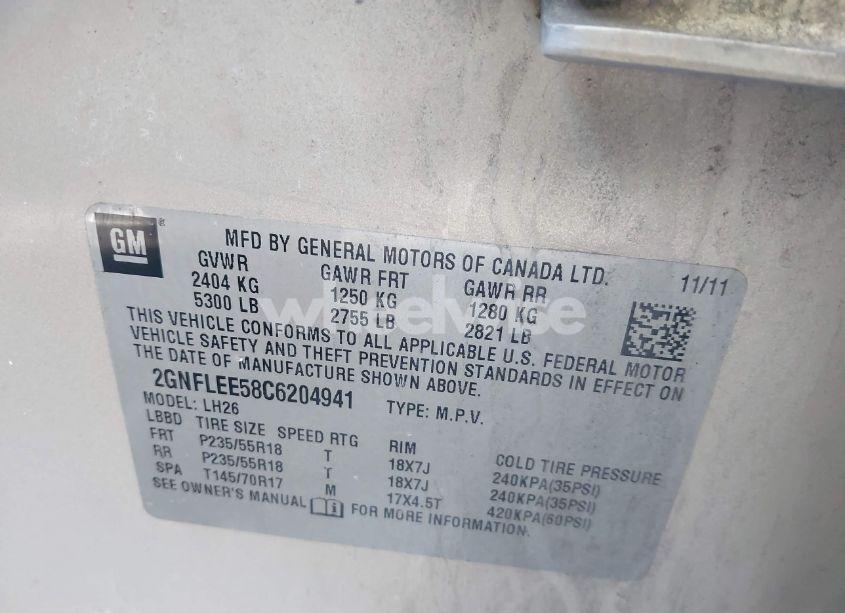 GM ®
MFD BY GENERAL MOTORS OF CANADA LTD. 11/11
GVWR GAWR FRT GAWR RR
2404 KG 1250 KG 1280 KG
5300 LB 2755 LB 2821 LB
THIS VEHICLE CONFORMS TO ALL APPLICABLE U.S. FEDERAL MOTOR
VEHICLE SAFETY AND THEFT PREVENTION STANDARDS IN EFFECT ON
THE DATE OF MANUFACTURE SHOWN ABOVE.
2GNFLEE58C6204941 TYPE: M.P.V.
MODEL: LH26
LBBD TIRE SIZE SPEED RTG RIM COLD TIRE PRESSURE
FRT P235/55R18 T 18X7J 240KPA(35PSI)
RR P235/55R18 T 18X7J 240KPA(35PSI)
SPA T145/70R17 M 17X4.5T 420KPA(60PSI)
SEE OWNER'S MANUAL FOR MORE INFORMATION.